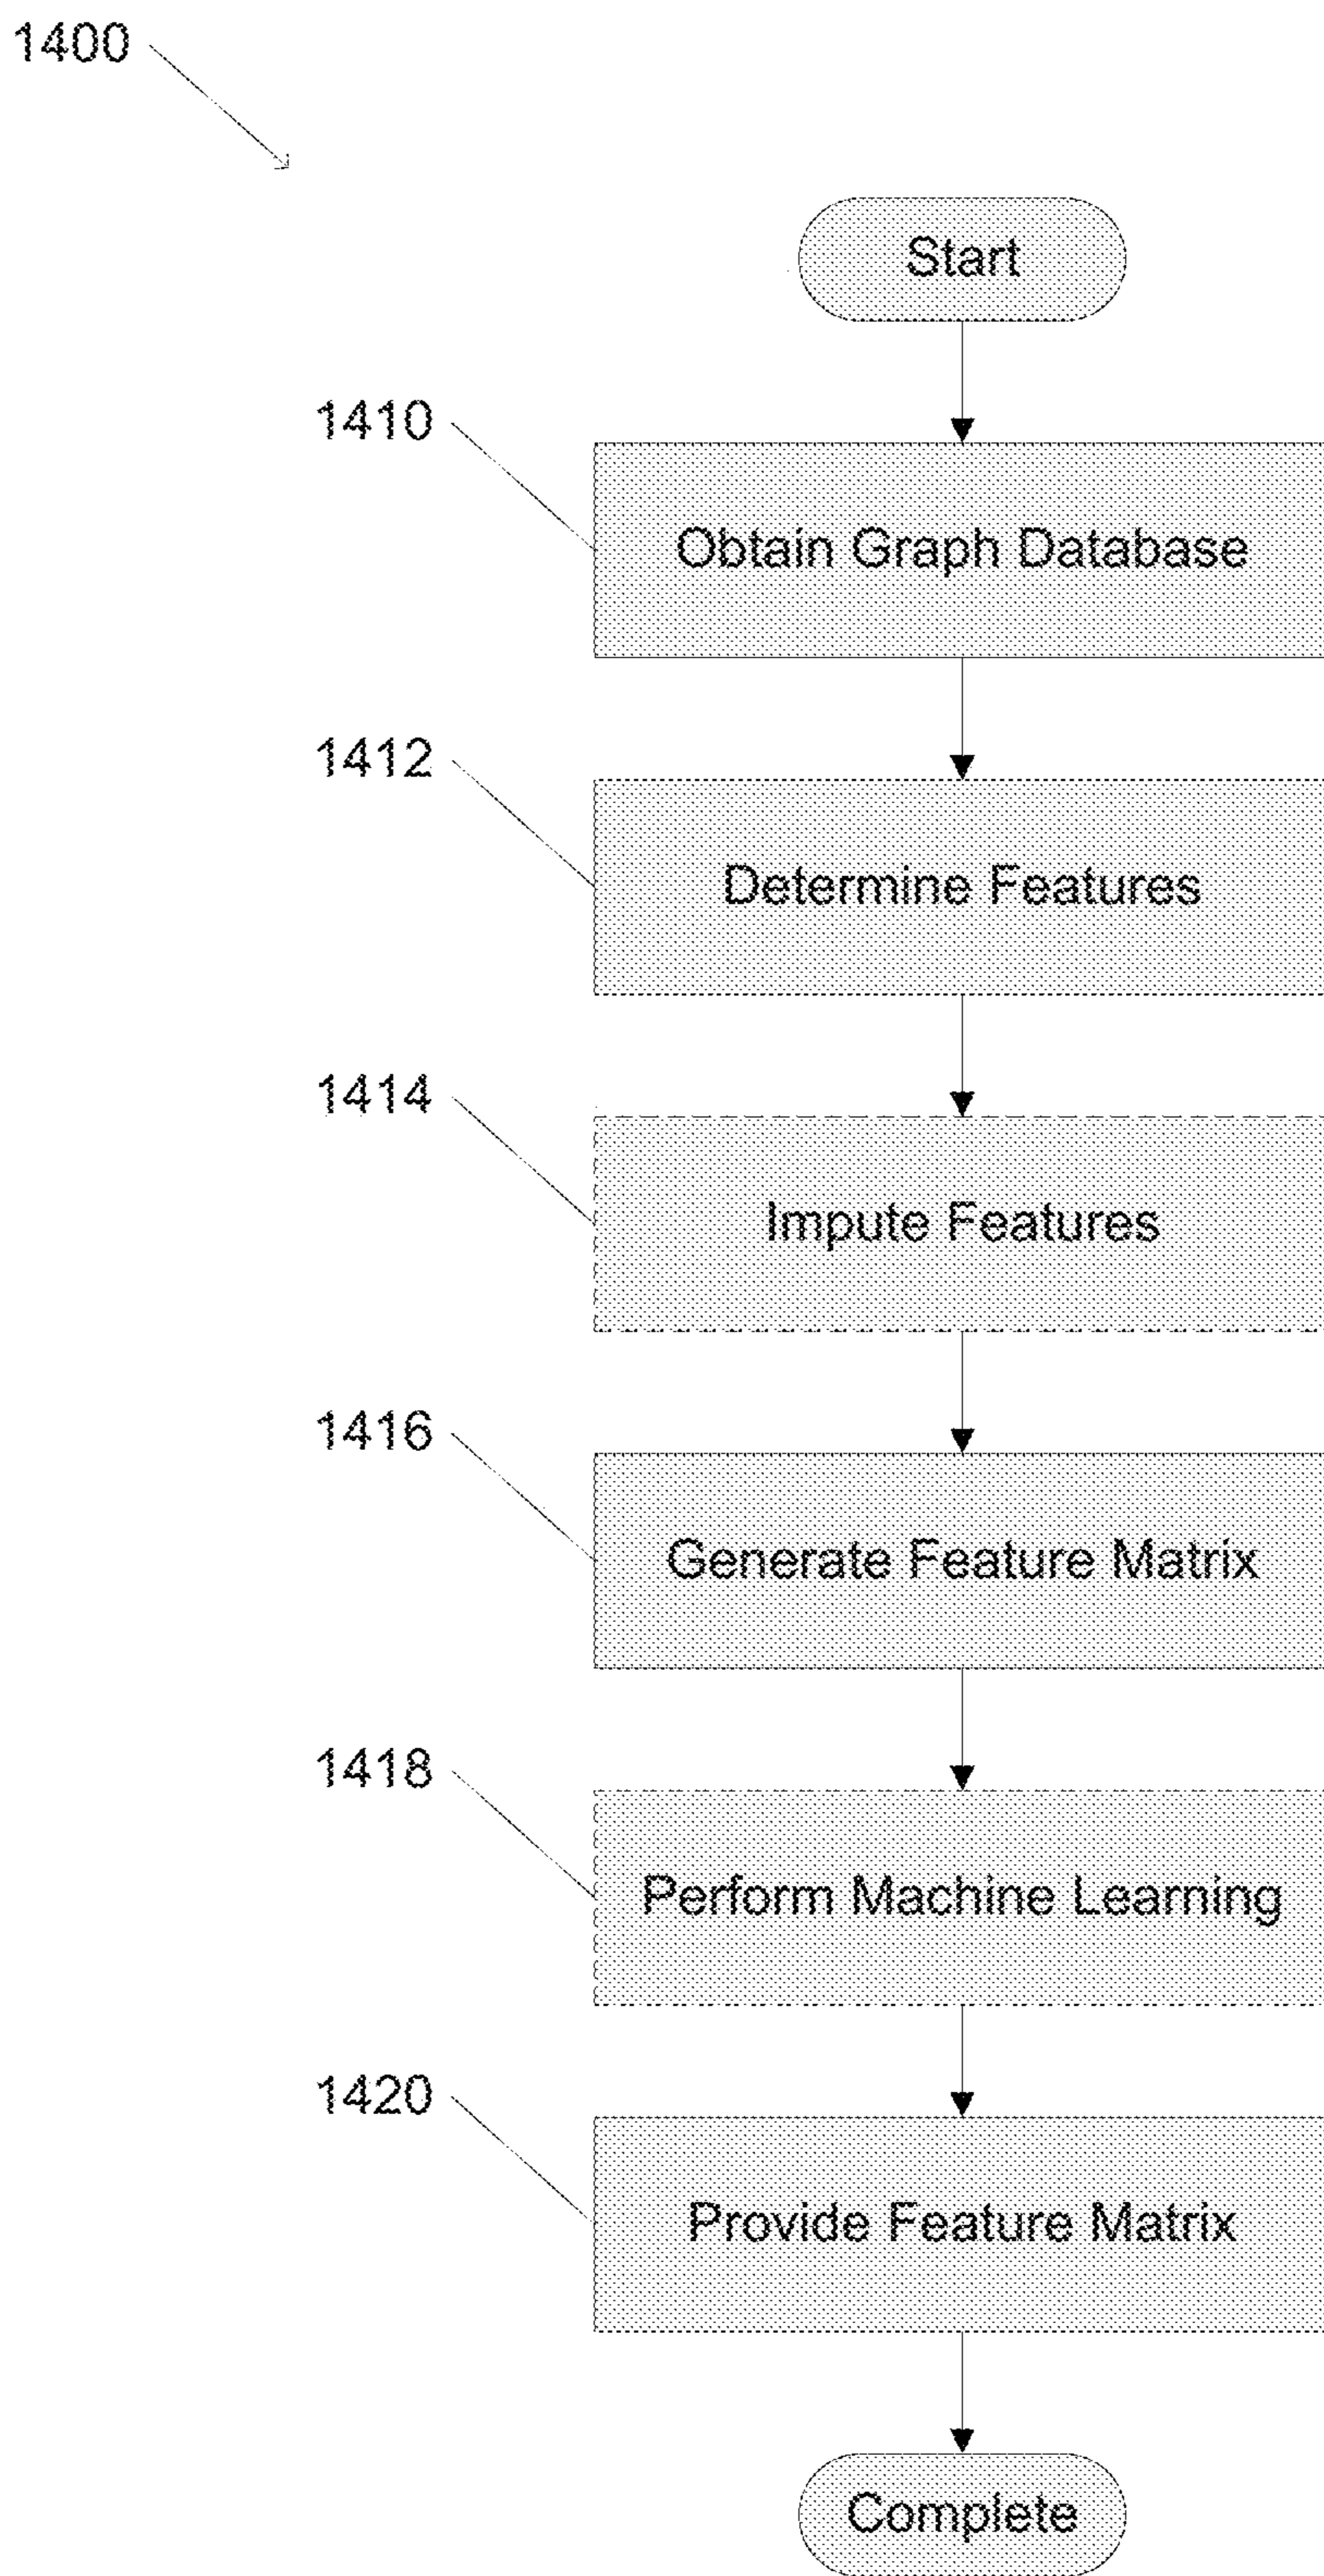 1400
Start
1410
Obtain Graph Database
1412
Determine Features
1414
Impute Features
1416
Generate Feature Matrix
1418
Perform Machine Learning
1420
Provide Feature Matrix
Complete